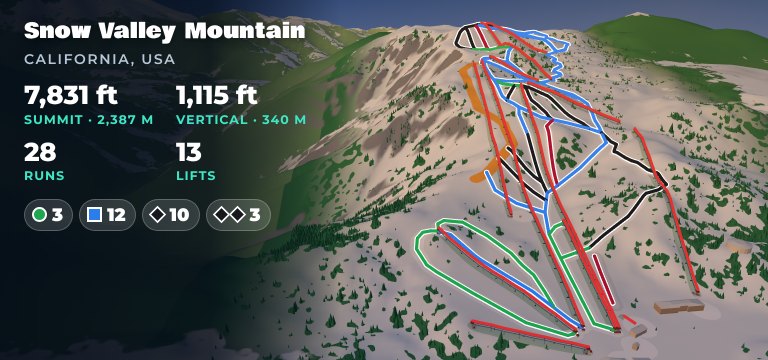 Snow Valley Mountain
CALIFORNIA, USA
7,831 ft 1,115 ft
SUMMIT · 2,387 M VERTICAL · 340 M
28 13
RUNS LIFTS
3 12 10 3